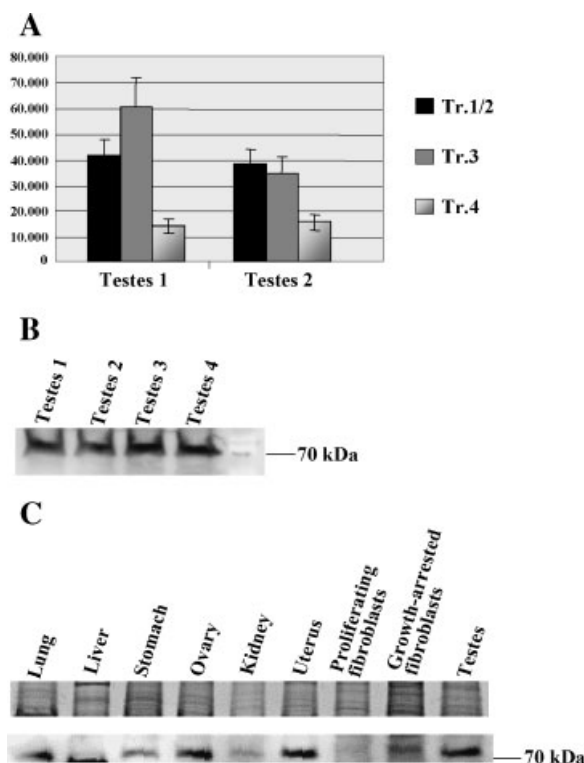 A
80.000
70.000
60.000
50.000
40.000
30.000
20.000
10.000
0
Testes 1
Testes 2
Tr.1/2
Tr.3
Tr.4
B
Testes 1
Testes 2
Testes 3
Testes 4
70 kDa
C
Lung
Liver
Stomach
Ovary
Kidney
Uterus
Proliferating
fibroblasts
Growth-arrested
fibroblasts
Testes
70 kDa